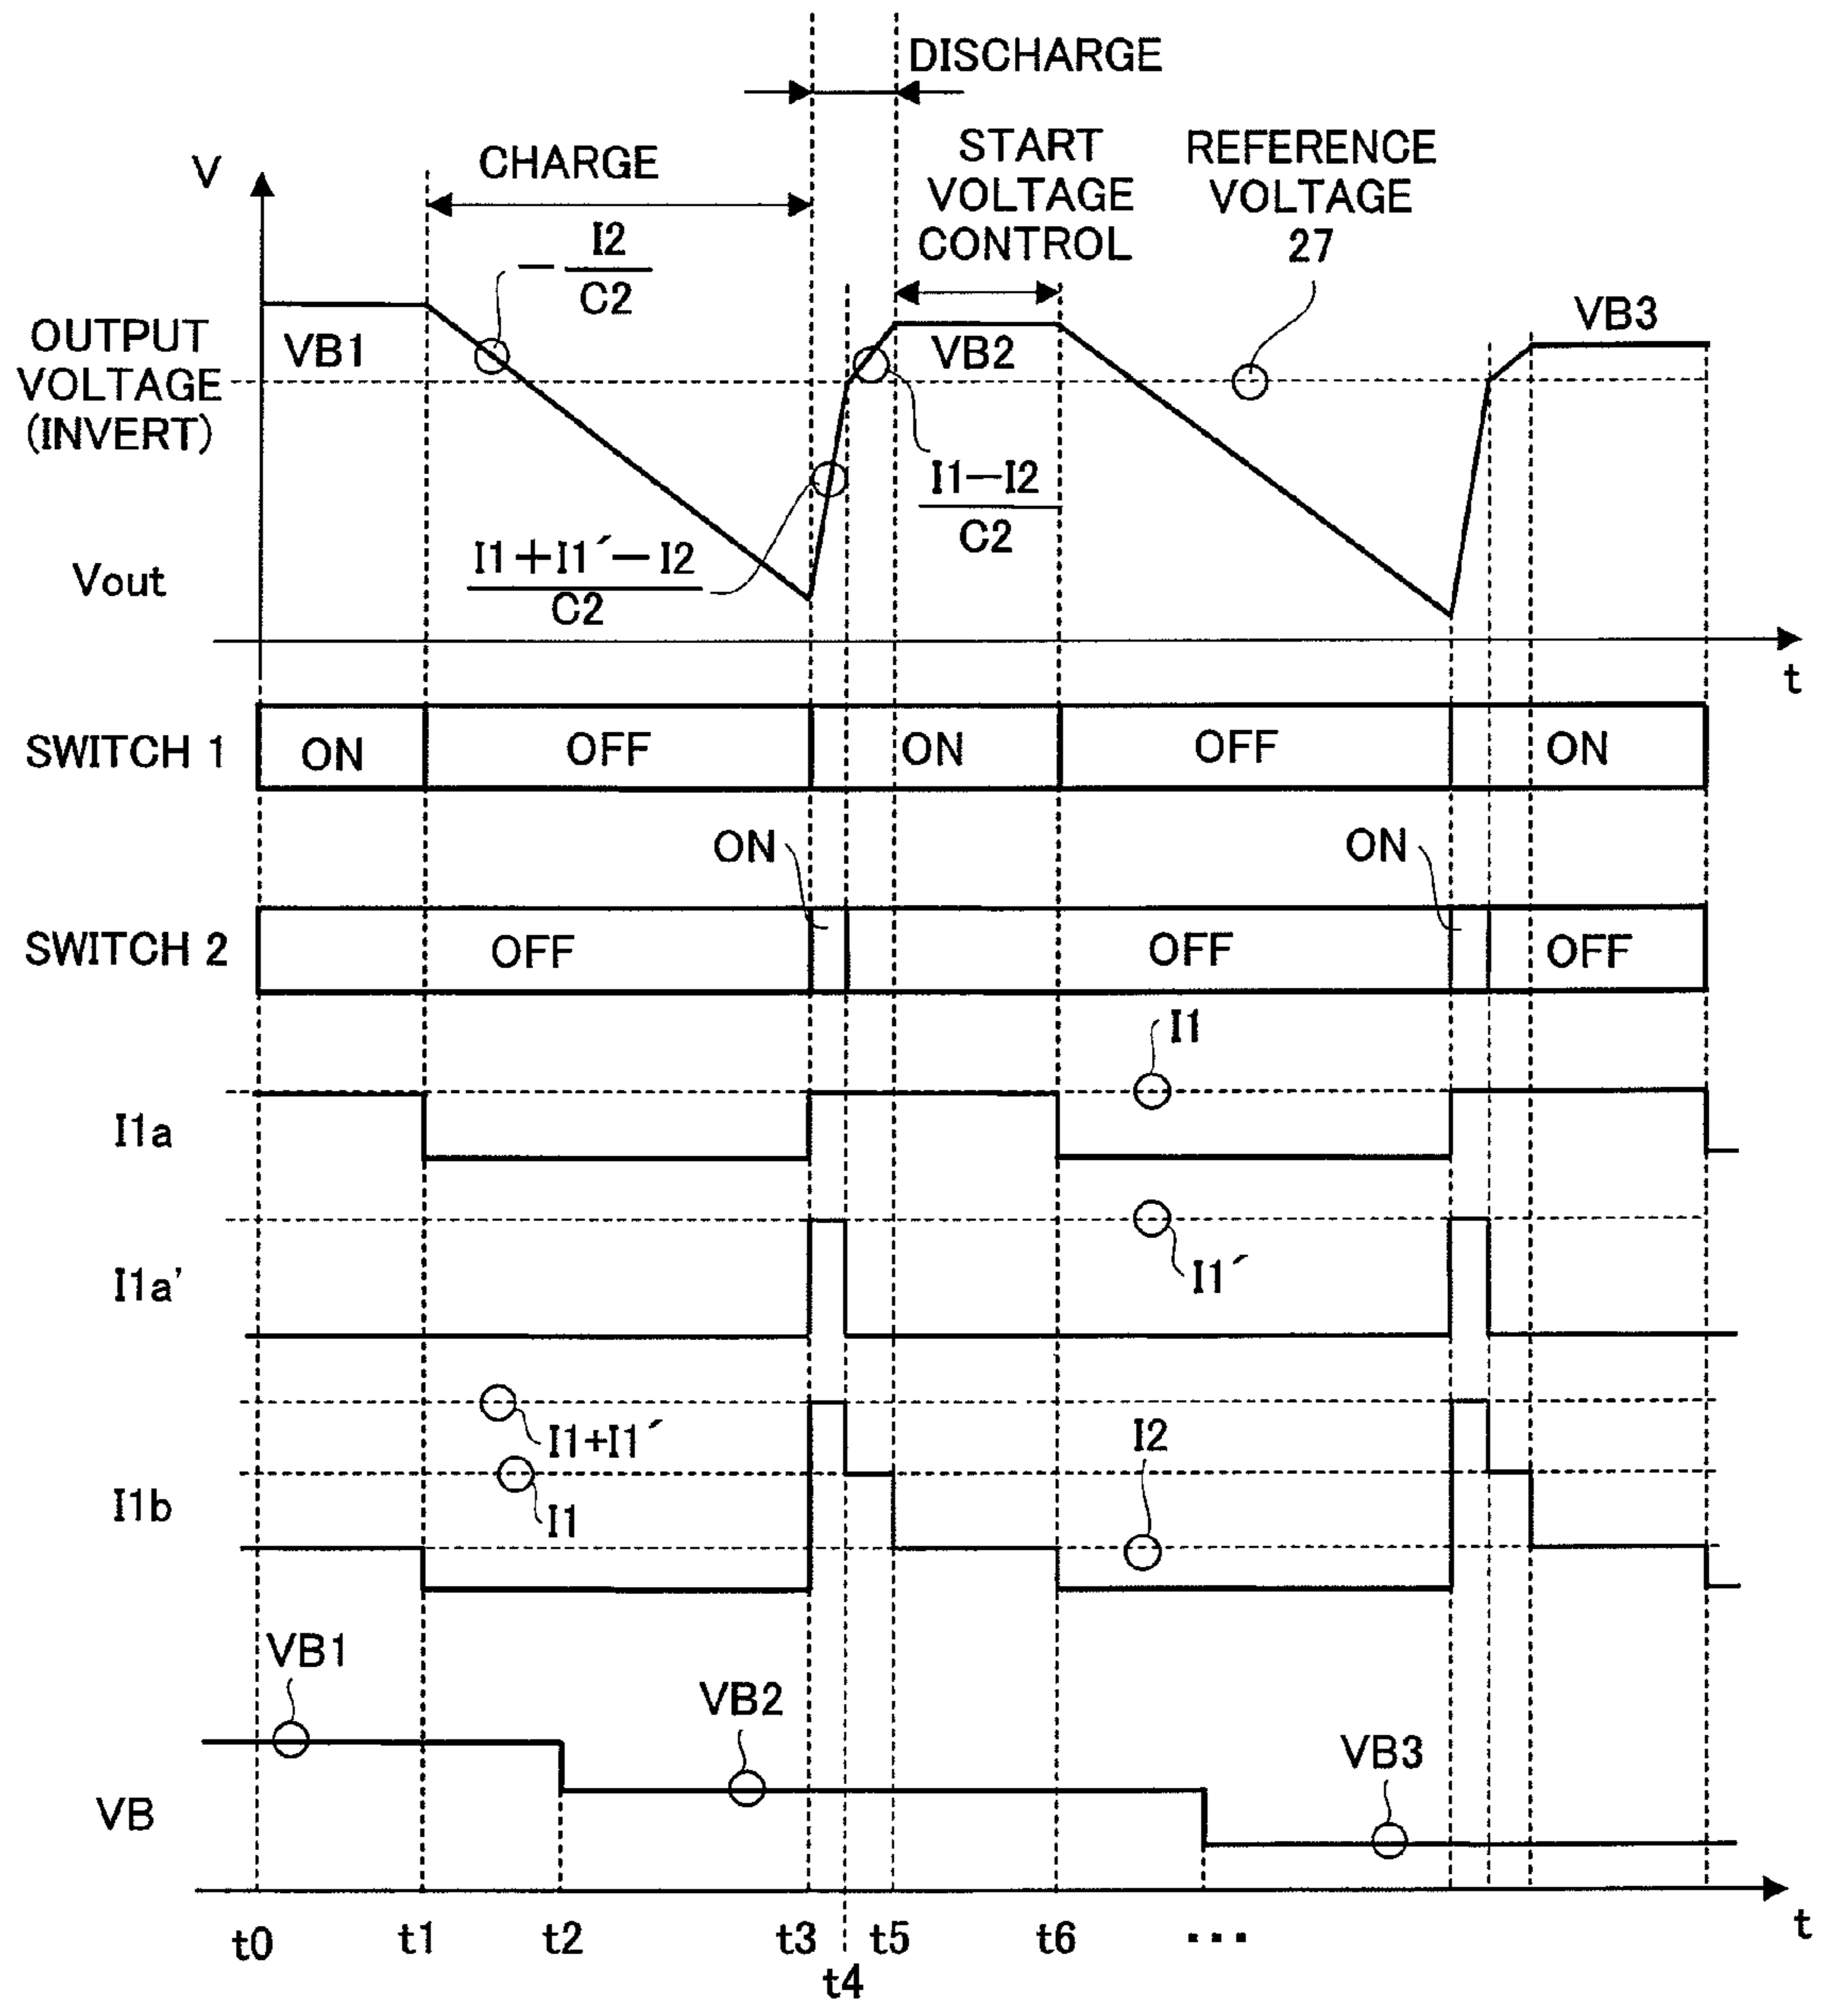 DISCHARGE
CHARGE
START
VOLTAGE
CONTROL
REFERENCE
VOLTAGE
27
V
− I2
C2
OUTPUT
VOLTAGE
(INVERT)
VB1
VB2
VB3
I1−I2
C2
I1+I1´−I2
C2
Vout
t
SWITCH 1
ON
OFF
ON
OFF
ON
ON
ON
SWITCH 2
OFF
OFF
OFF
I1
I1a
I1´
I1a'
I1+I1´
I2
I1
I1b
VB1
VB2
VB3
VB
t0
t1
t2
t3
t4
t5
t6
...
t